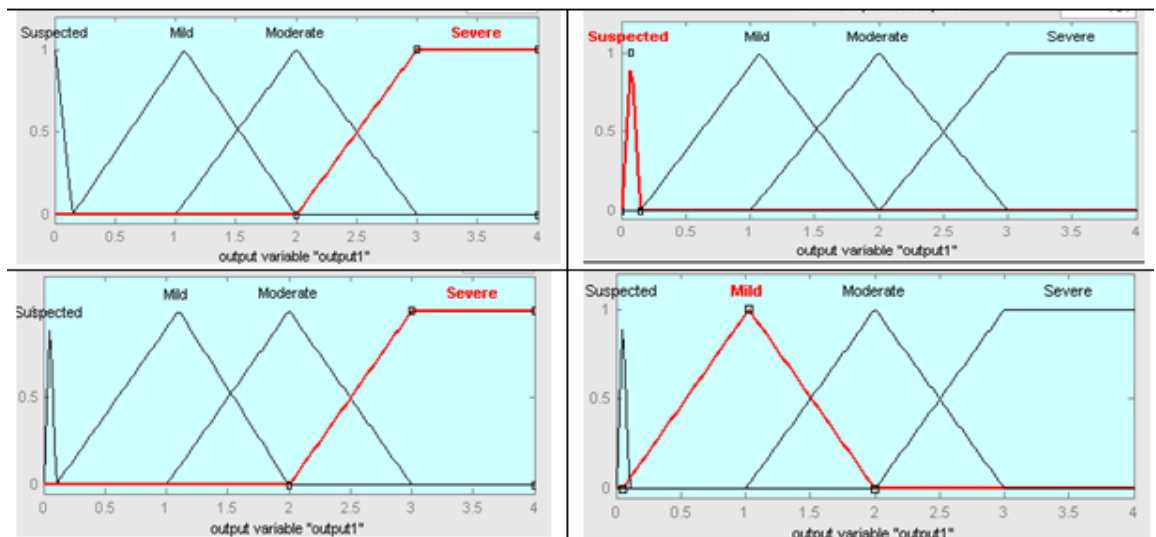 Suspected Mild Moderate Severe
1
0.5
0
0 0.5 1 1.5 2 2.5 3 3.5 4
output variable "output1"
Suspected Mild Moderate Severe
1
0.5
0
0 0.5 1 1.5 2 2.5 3 3.5 4
output variable "output1"
Mild Moderate Severe
Suspected
0.5
0
0 0.5 1 1.5 2 2.5 3 3.5 4
output variable "output1"
Suspected Mild Moderate Severe
1
0.5
0
0 0.5 1 1.5 2 2.5 3 3.5 4
output variable "output1"